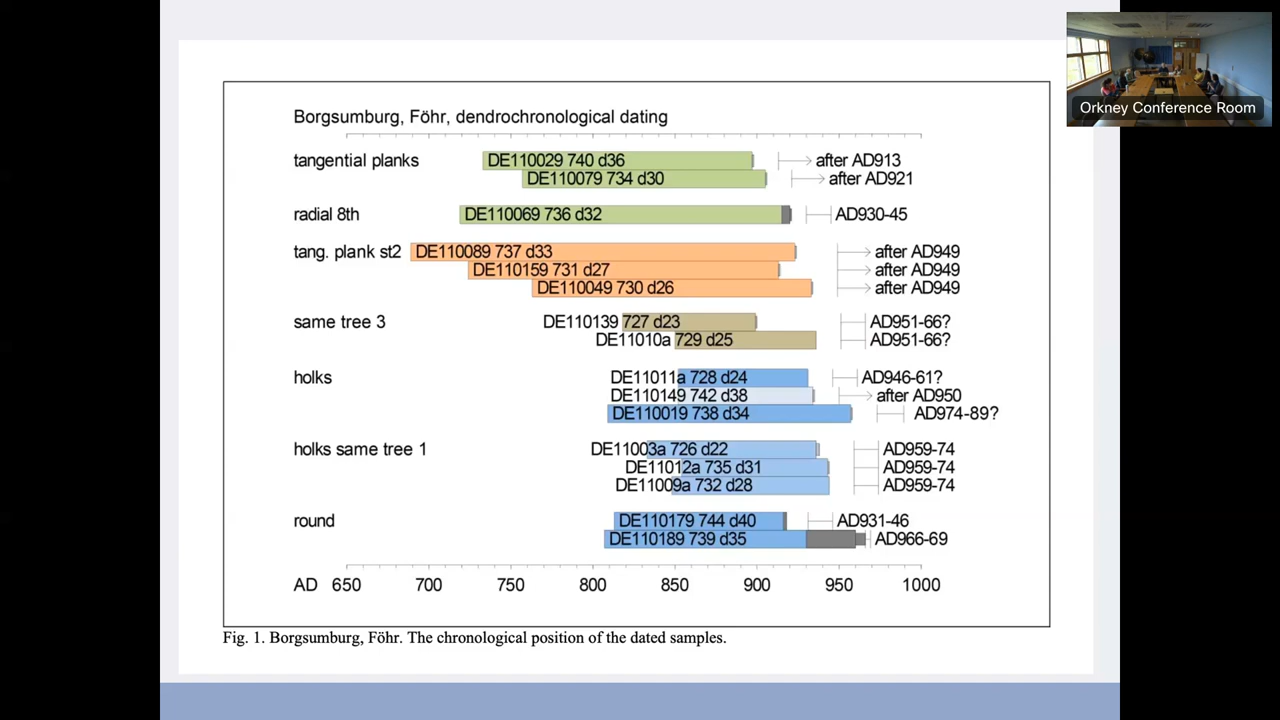 Orkney Conference Room
Borgsumburg, Föhr, dendrochronological dating
tangential planks DE110029 740 d36 after AD913
DE110079 734 d30 after AD921
radial 8th DE110069 736 d32 AD930-45
tang. plank st2 DE110089 737 d33 after AD949
DE110159 731 d27 after AD949
DE110049 730 d26 after AD949
same tree 3 DE110139 727 d23 AD951-66?
DE11010a 729 d25 AD951-66?
holks DE11011a 728 d24 AD946-61?
DE110149 742 d38 after AD950
DE110019 738 d34 AD974-89?
holks same tree 1 DE11003a 726 d22 AD959-74
DE11012a 735 d31 AD959-74
DE11009a 732 d28 AD959-74
round DE110179 744 d40 AD931-46
DE110189 739 d35 AD966-69
AD 650 700 750 800 850 900 950 1000
Fig. 1. Borgsumburg, Föhr. The chronological position of the dated samples.